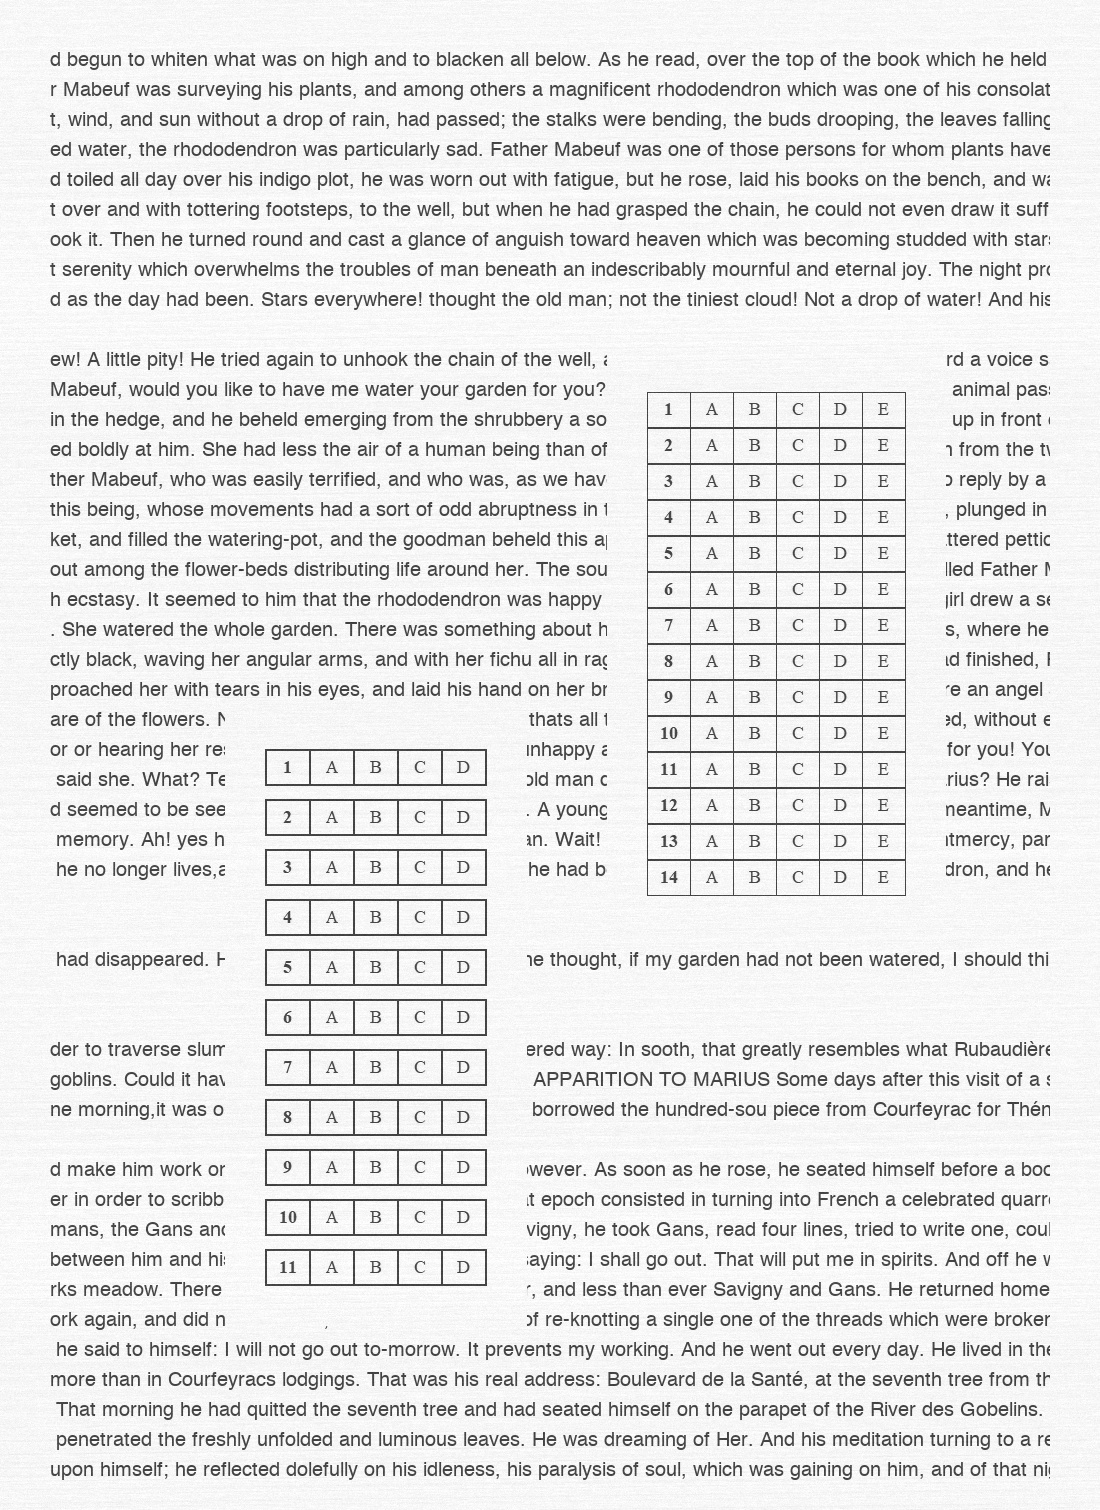 d begun to whiten what was on high and to blacken all below. As he read, over the top of the book which he held
r Mabeuf was surveying his plants, and among others a magnificent rhododendron which was one of his consolat
t, wind, and sun without a drop of rain, had passed; the stalks were bending, the buds drooping, the leaves falling
ed water, the rhododendron was particularly sad. Father Mabeuf was one of those persons for whom plants have
d toiled all day over his indigo plot, he was worn out with fatigue, but he rose, laid his books on the bench, and wa
t over and with tottering footsteps, to the well, but when he had grasped the chain, he could not even draw it suff
ook it. Then he turned round and cast a glance of anguish toward heaven which was becoming studded with stars
t serenity which overwhelms the troubles of man beneath an indescribably mournful and eternal joy. The night pro
d as the day had been. Stars everywhere! thought the old man; not the tiniest cloud! Not a drop of water! And his
ew! A little pity! He tried again to unhook the chain of the well, a rd a voice s
Mabeuf, would you like to have me water your garden for you? animal pass
in the hedge, and he beheld emerging from the shrubbery a so up in front
ed boldly at him. She had less the air of a human being than of from the tw
ther Mabeuf, who was easily terrified, and who was, as we hav reply by a
this being, whose movements had a sort of odd abruptness in , plunged in
ket, and filled the watering-pot, and the goodman beheld this ap ttered pettic
out among the flower-beds distributing life around her. The sou lled Father M
h ecstasy. It seemed to him that the rhododendron was happy girl drew a se
. She watered the whole garden. There was something about h s, where he
ctly black, waving her angular arms, and with her fichu all in rag ad finished, F
proached her with tears in his eyes, and laid his hand on her br re an angel
are of the flowers. N thats all t ed, without e
or or hearing her res unhappy a for you! You
said she. What? Te old man c rius? He rai
d seemed to be see . A young meantime, M
memory. Ah! yes h an. Wait! ntmercy, par
he no longer lives,a he had b dron, and he
had disappeared. H he thought, if my garden had not been watered, I should thi
der to traverse slum ered way: In sooth, that greatly resembles what Rubaudière
goblins. Could it hav APPARITION TO MARIUS Some days after this visit of a s
ne morning,it was o borrowed the hundred-sou piece from Courfeyrac for Thén
d make him work or owever. As soon as he rose, he seated himself before a boo
er in order to scribb at epoch consisted in turning into French a celebrated quarre
mans, the Gans and vigny, he took Gans, read four lines, tried to write one, coul
between him and his saying: I shall go out. That will put me in spirits. And off he w
rks meadow. There r, and less than ever Savigny and Gans. He returned home
ork again, and did n of re-knotting a single one of the threads which were broken
he said to himself: I will not go out to-morrow. It prevents my working. And he went out every day. He lived in the
more than in Courfeyracs lodgings. That was his real address: Boulevard de la Santé, at the seventh tree from th
That morning he had quitted the seventh tree and had seated himself on the parapet of the River des Gobelins.
penetrated the freshly unfolded and luminous leaves. He was dreaming of Her. And his meditation turning to a re
upon himself; he reflected dolefully on his idleness, his paralysis of soul, which was gaining on him, and of that nig
1 A B C D E
2 A B C D E
3 A B C D E
4 A B C D E
5 A B C D E
6 A B C D E
7 A B C D E
8 A B C D E
9 A B C D E
10 A B C D E
11 A B C D E
12 A B C D E
13 A B C D E
14 A B C D E
1 A B C D
2 A B C D
3 A B C D
4 A B C D
5 A B C D
6 A B C D
7 A B C D
8 A B C D
9 A B C D
10 A B C D
11 A B C D